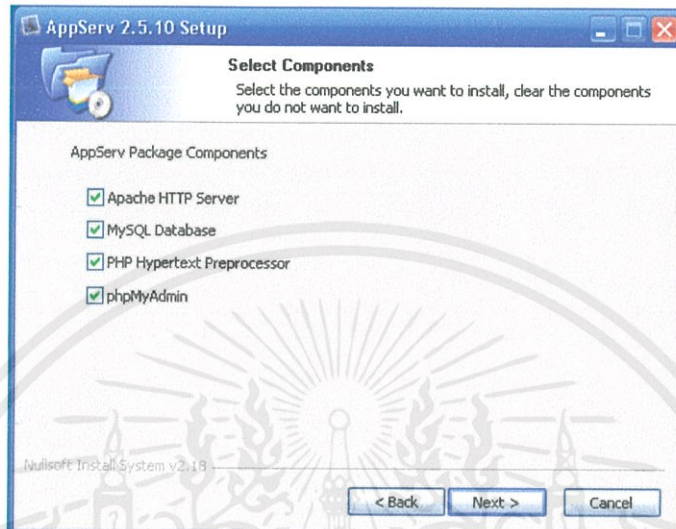 AppServ 2.5.10 Setup
Select Components
Select the components you want to install, clear the components
you do not want to install.
AppServ Package Components
Apache HTTP Server
MySQL Database
PHP Hypertext Preprocessor
phpMyAdmin
Nullsoft Install System v2.18
< Back
Next >
Cancel